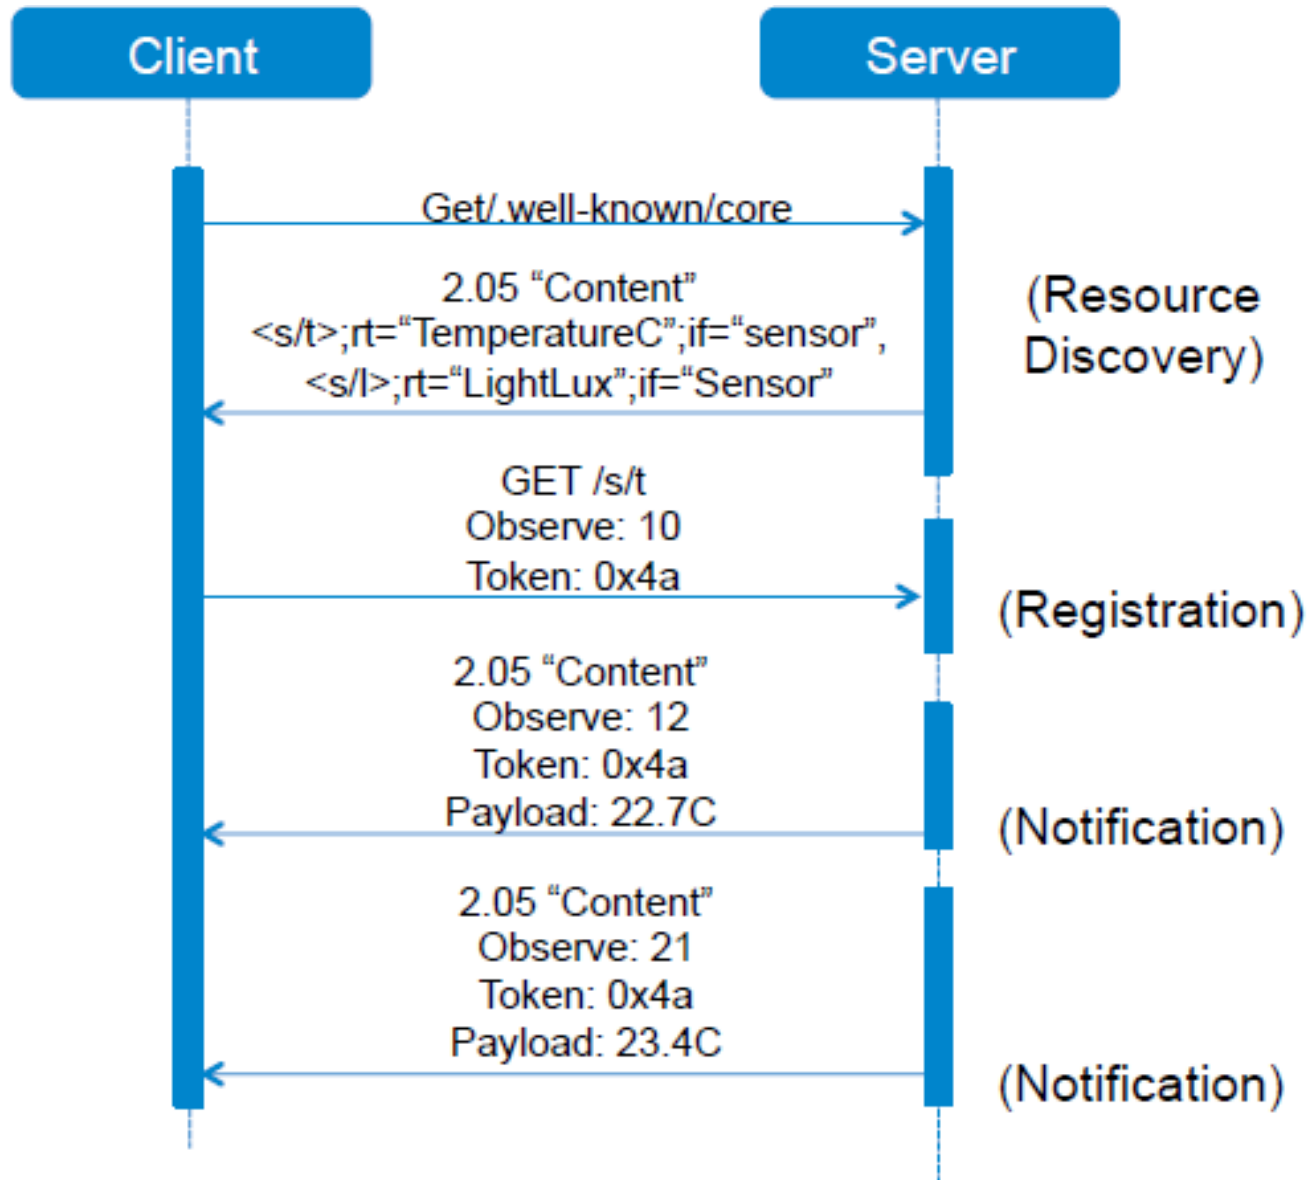 Client
Server
Get/.well-known/core
2.05 “Content”
<s/t>;rt=“TemperatureC”;if=“sensor”,
<s/l>;rt=“LightLux”;if=“Sensor”
(Resource
Discovery)
GET /s/t
Observe: 10
Token: 0x4a
(Registration)
2.05 “Content”
Observe: 12
Token: 0x4a
Payload: 22.7C
(Notification)
2.05 “Content”
Observe: 21
Token: 0x4a
Payload: 23.4C
(Notification)